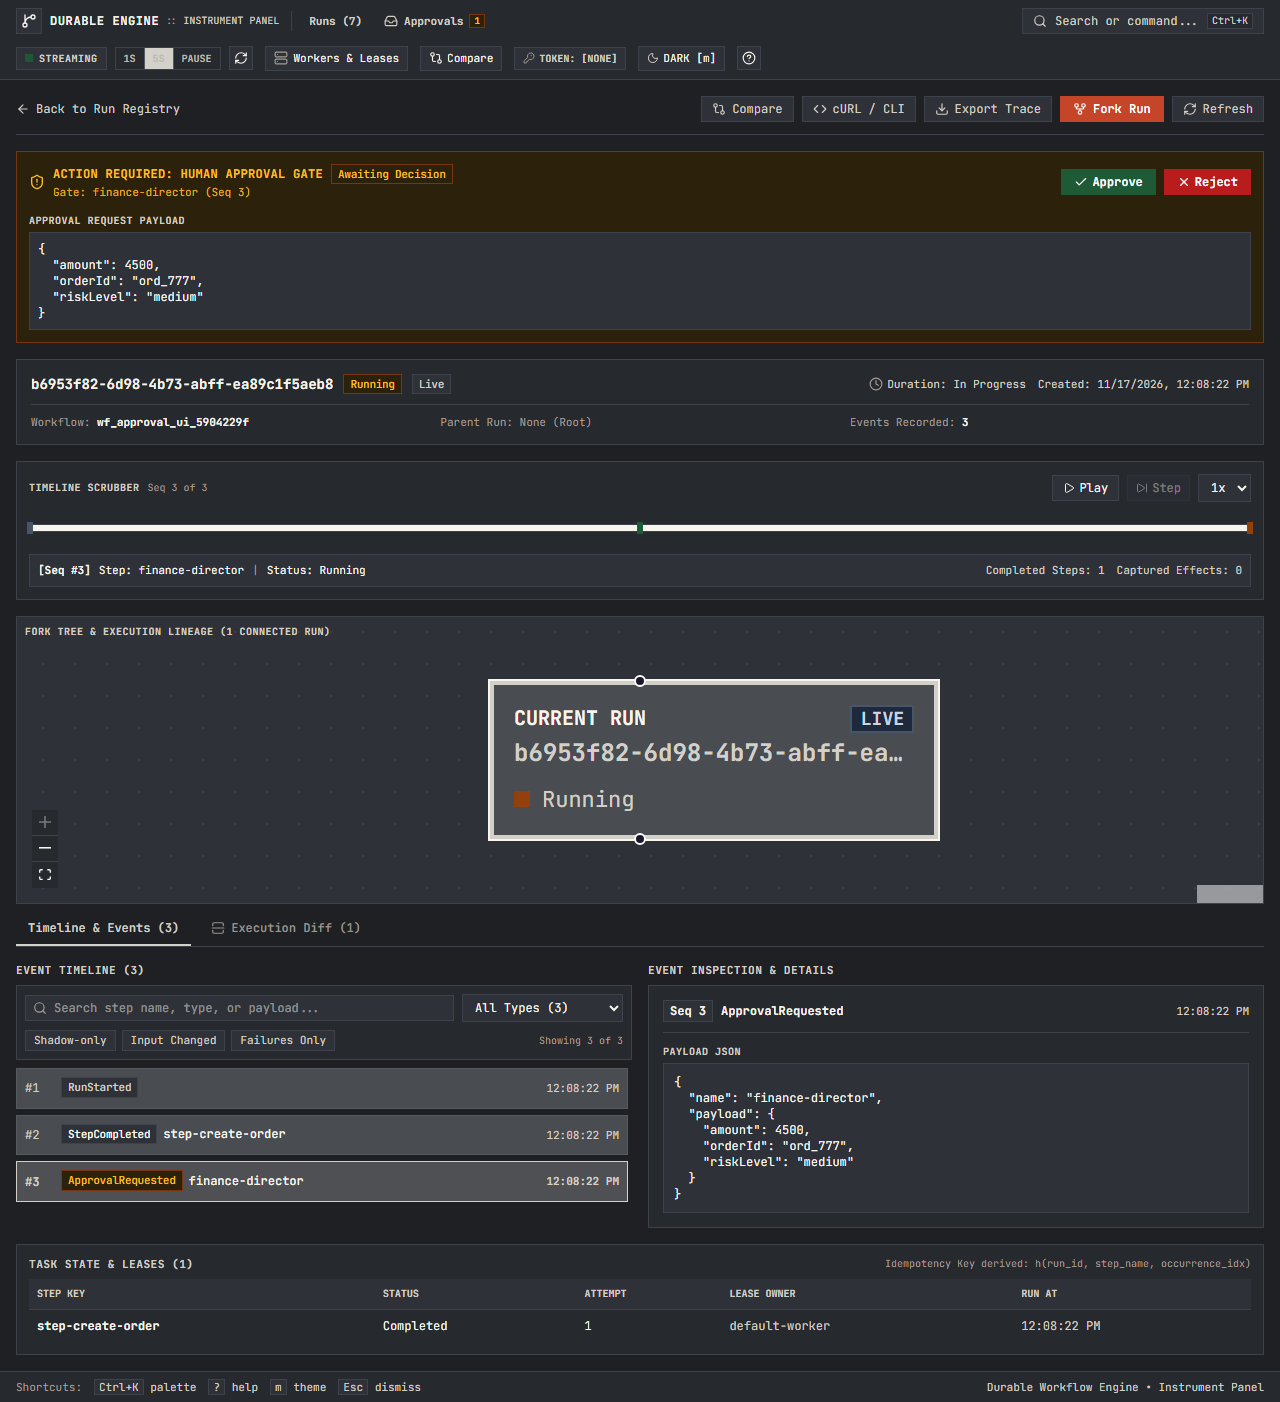 DURABLE ENGINE :: INSTRUMENT PANEL Runs (7) Approvals 1 Search or command... Ctrl+K
STREAMING 1S 5S PAUSE Workers & Leases Compare TOKEN: [NONE] DARK [m]
Back to Run Registry Compare cURL / CLI Export Trace Fork Run Refresh
ACTION REQUIRED: HUMAN APPROVAL GATE Awaiting Decision
Gate: finance-director (Seq 3)
Approve Reject
APPROVAL REQUEST PAYLOAD
{
"amount": 4500,
"orderId": "ord_777",
"riskLevel": "medium"
}
b6953f82-6d98-4b73-abff-ea89c1f5aeb8 Running Live Duration: In Progress Created: 11/17/2026, 12:08:22 PM
Workflow: wf_approval_ui_5904229f Parent Run: None (Root) Events Recorded: 3
TIMELINE SCRUBBER Seq 3 of 3 Play Step 1x
[Seq #3] Step: finance-director | Status: Running Completed Steps: 1 Captured Effects: 0
FORK TREE & EXECUTION LINEAGE (1 CONNECTED RUN)
CURRENT RUN LIVE
b6953f82-6d98-4b73-abff-ea…
Running
Timeline & Events (3) Execution Diff (1)
EVENT TIMELINE (3)
Search step name, type, or payload... All Types (3)
Shadow-only Input Changed Failures Only Showing 3 of 3
#1 RunStarted 12:08:22 PM
#2 StepCompleted step-create-order 12:08:22 PM
#3 ApprovalRequested finance-director 12:08:22 PM
EVENT INSPECTION & DETAILS
Seq 3 ApprovalRequested 12:08:22 PM
PAYLOAD JSON
{
"name": "finance-director",
"payload": {
"amount": 4500,
"orderId": "ord_777",
"riskLevel": "medium"
}
}
TASK STATE & LEASES (1) Idempotency Key derived: h(run_id, step_name, occurrence_idx)
STEP KEY STATUS ATTEMPT LEASE OWNER RUN AT
step-create-order Completed 1 default-worker 12:08:22 PM
Shortcuts: Ctrl+K palette ? help m theme Esc dismiss Durable Workflow Engine • Instrument Panel